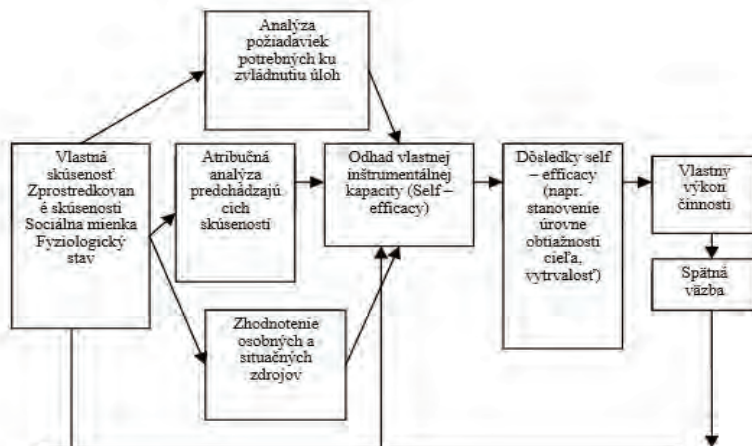 Analýza
požiadaviek
potrebných ku
zvládnutiu úloh
Vlastná
skúsenosť
Zprostredkovan
é skúsenosti
Sociálna mienka
Fyziologický
stav
Atribučná
analýza
predchádzajú
cich
skúseností
Odhad vlastnej
inštrumentálnej
kapacity (Self –
efficacy)
Dôsledky self
– efficacy
(napr.
stanovenie
úrovne
obtiažnosti
cieľa,
vytrvalosť)
Vlastný
výkon
činnosti
Spätná
väzba
Zhodnotenie
osobných a
situačných
zdrojov